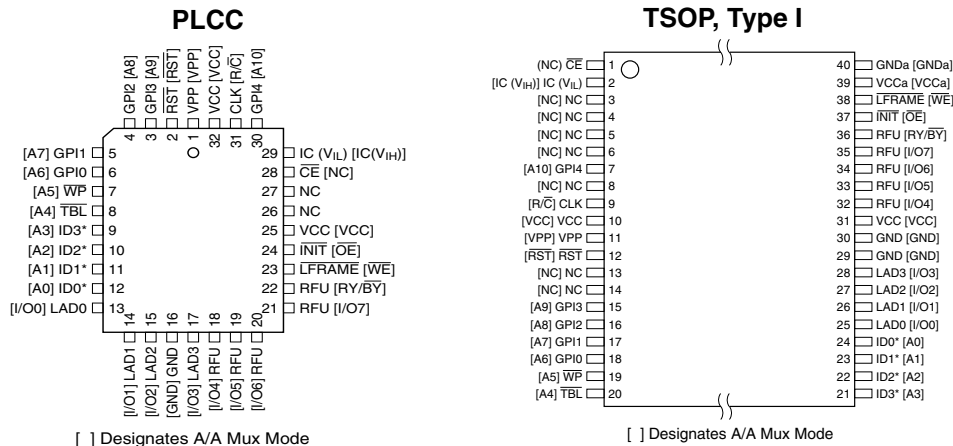 PLCC
[A8] GPI2
[A9] GPI3
[RST] RST
[VPP] VPP
[VCC] VCC
[R/C] CLK
[A10] GPI4
4
3
2
1
32
31
30
[A7] GPI1 5
[A6] GPI0 6
[A5] WP 7
[A4] TBL 8
[A3] ID3* 9
[A2] ID2* 10
[A1] ID1* 11
[A0] ID0* 12
[I/O0] LAD0 13
29 IC (VIL) [IC(VIH)]
28 CE [NC]
27 NC
26 NC
25 VCC [VCC]
24 INIT [OE]
23 LFRAME [WE]
22 RFU [RY/BY]
21 RFU [I/O7]
14
15
16
17
18
19
20
[I/O1] LAD1
[I/O2] LAD2
[GND] GND
[I/O3] LAD3
[I/O4] RFU
[I/O5] RFU
[I/O6] RFU
[ ] Designates A/A Mux Mode
TSOP, Type I
(NC) CE 1
[IC (VIH)] IC (VIL) 2
[NC] NC 3
[NC] NC 4
[NC] NC 5
[NC] NC 6
[A10] GPI4 7
[NC] NC 8
[R/C] CLK 9
[VCC] VCC 10
[VPP] VPP 11
[RST] RST 12
[NC] NC 13
[NC] NC 14
[A9] GPI3 15
[A8] GPI2 16
[A7] GPI1 17
[A6] GPI0 18
[A5] WP 19
[A4] TBL 20
40 GNDa [GNDa]
39 VCCa [VCCa]
38 LFRAME [WE]
37 INIT [OE]
36 RFU [RY/BY]
35 RFU [I/O7]
34 RFU [I/O6]
33 RFU [I/O5]
32 RFU [I/O4]
31 VCC [VCC]
30 GND [GND]
29 GND [GND]
28 LAD3 [I/O3]
27 LAD2 [I/O2]
26 LAD1 [I/O1]
25 LAD0 [I/O0]
24 ID0* [A0]
23 ID1* [A1]
22 ID2* [A2]
21 ID3* [A3]
[ ] Designates A/A Mux Mode